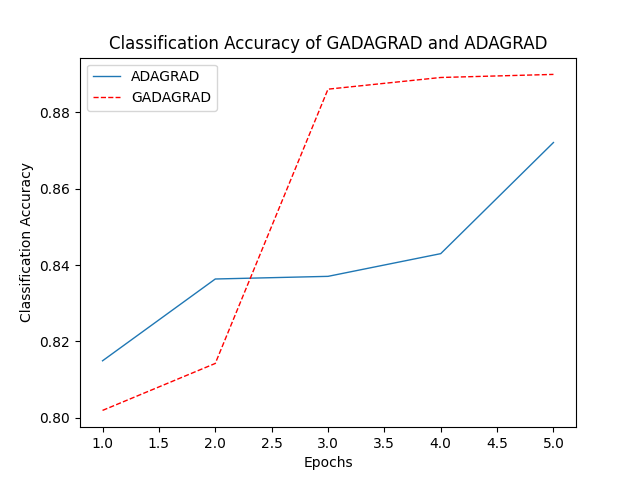 Classification Accuracy of GADAGRAD and ADAGRAD
ADAGRAD
GADAGRAD
0.88
0.86
0.84
0.82
0.80
Classification Accuracy
1.0 1.5 2.0 2.5 3.0 3.5 4.0 4.5 5.0
Epochs